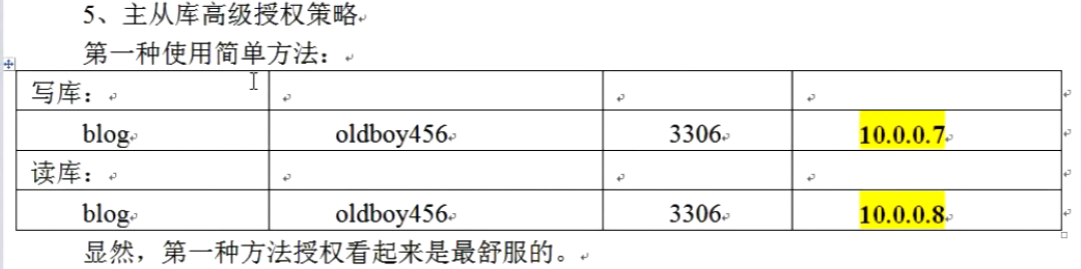 5、主从库高级授权策略
第一种使用简单方法：
写库：
blog oldboy456 3306 10.0.0.7
读库：
blog oldboy456 3306 10.0.0.8
显然，第一种方法授权看起来是最舒服的。